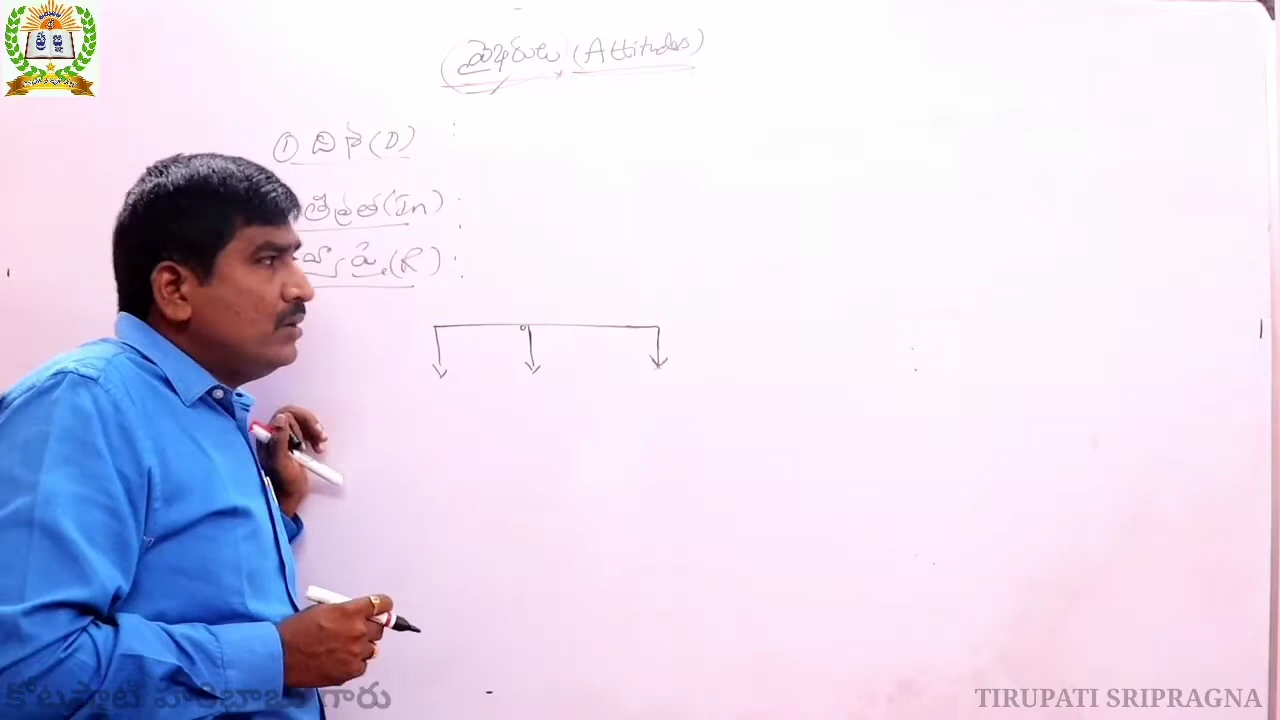 వైఖరులు (Attitudes)
① దిశ (D) :
తీవ్రత (In) :
వ్యాప్తి (R) :
TIRUPATI SRIPRAGNA